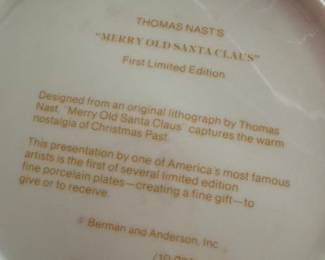 THOMAS NAST'S
"MERRY OLD SANTA CLAUS"
First Limited Edition
Designed from an original lithograph by Thomas
Nast, "Merry Old Santa Claus" captures the warm
nostalgia of Christmas Past.
This presentation by one of America's most famous
artists is the first of several limited edition
fine porcelain plates—creating a fine gift—to
give or to receive.
© Berman and Anderson, Inc.